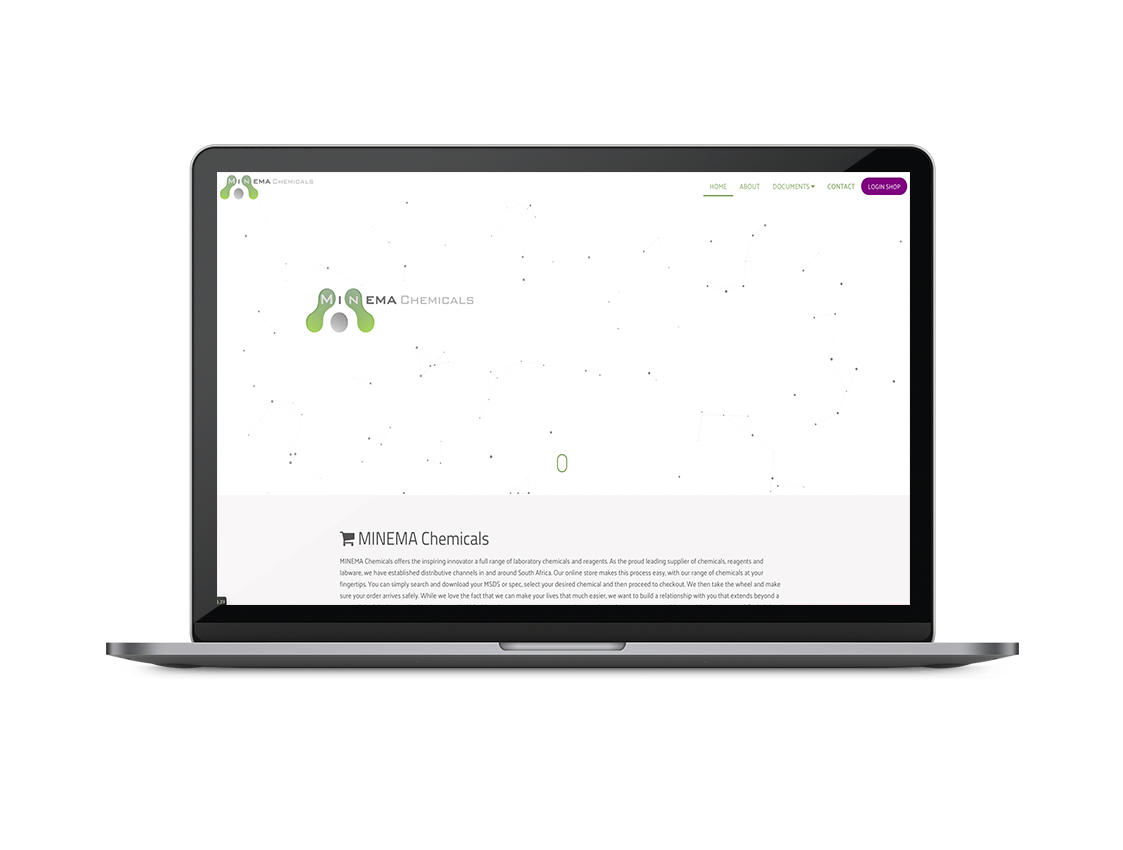 MINEMA CHEMICALS
HOME ABOUT DOCUMENTS CONTACT LOGIN SHOP
MINEMA CHEMICALS
MINEMA Chemicals
MINEMA Chemicals offers the inspiring innovator a full range of laboratory chemicals and reagents. As the proud leading supplier of chemicals, reagents and
labware, we have established distributive channels in and around South Africa. Our online store makes this process easy, with our range of chemicals at your
fingertips. You can simply search and download your MSDS or spec, select your desired chemical and then proceed to checkout. We then take the wheel and make
sure your order arrives safely. While we love the fact that we can make your lives that much easier, we want to build a relationship with you that extends beyond a